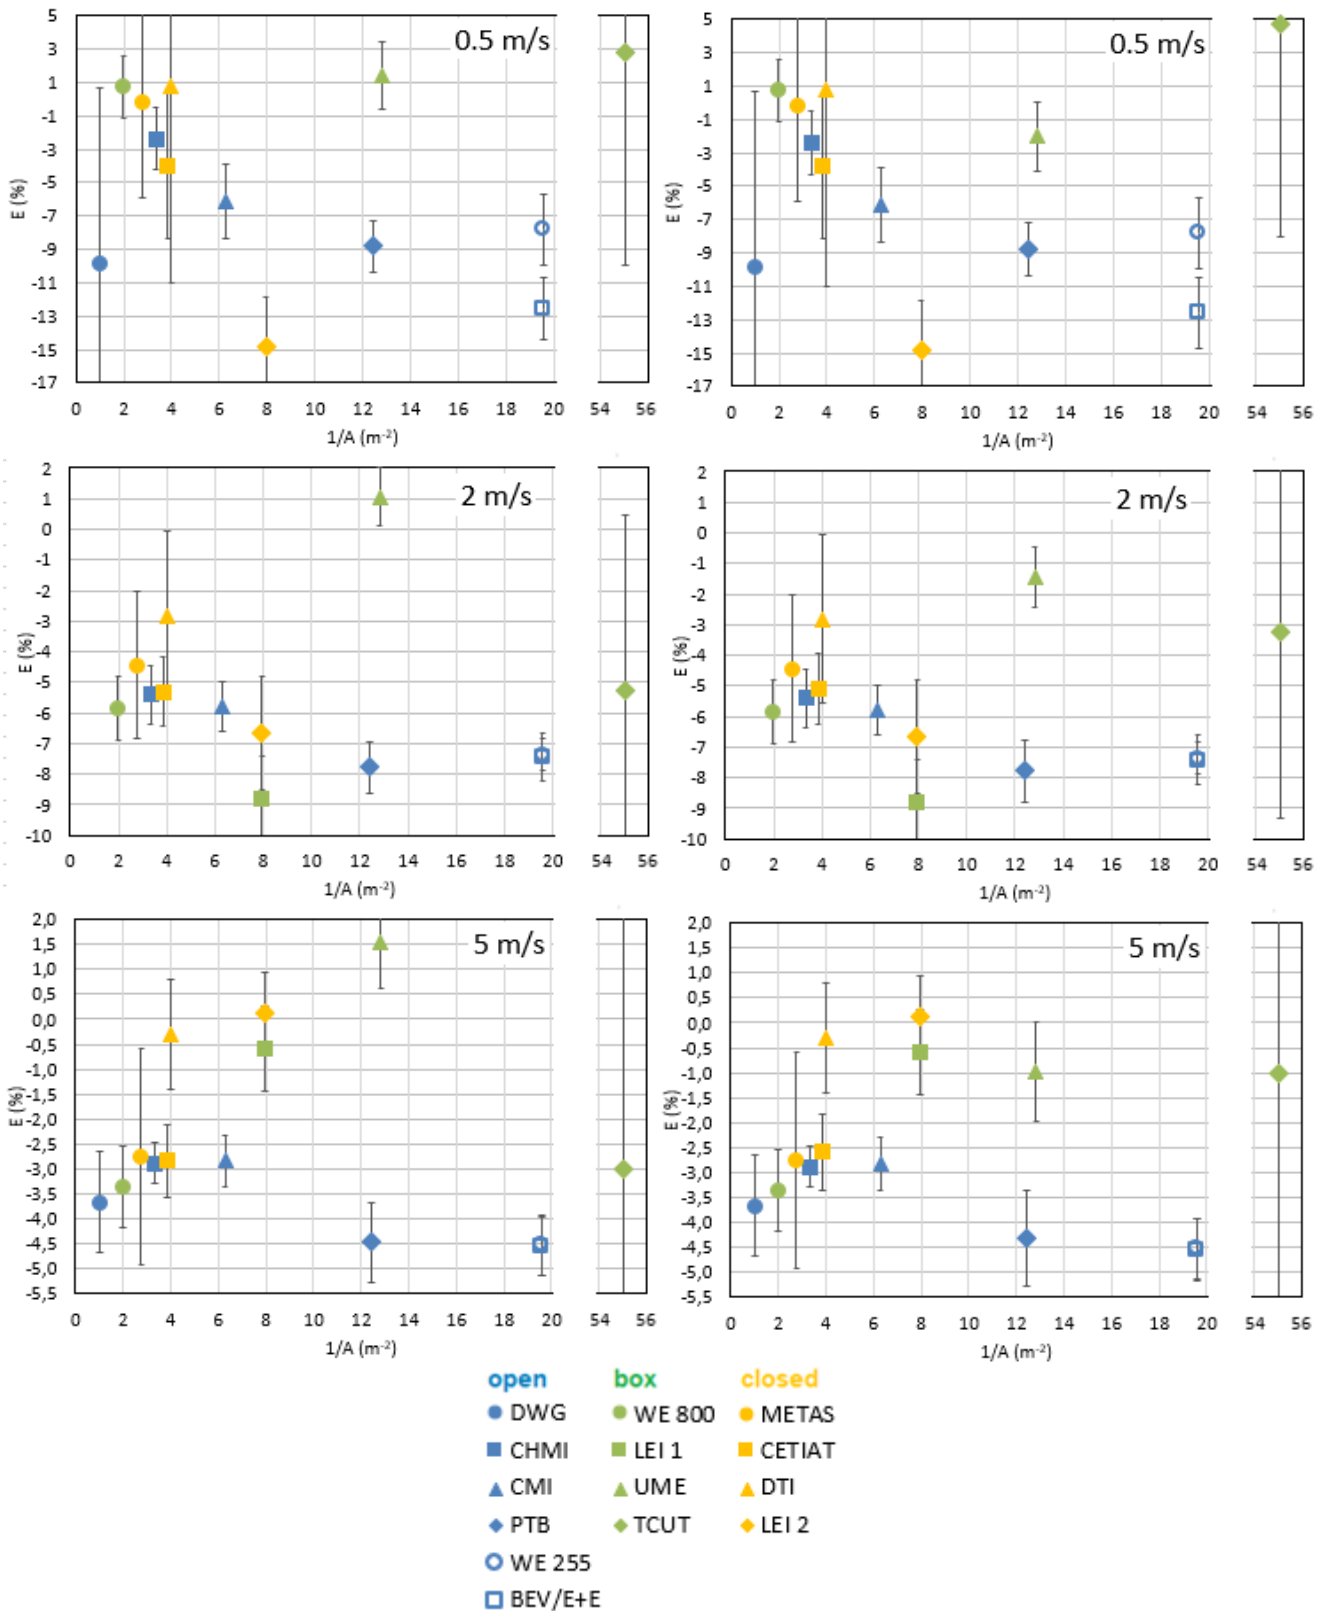 5
3
1
-1
-3
-5
-7
-9
-11
-13
-15
-17
E (%)
0.5 m/s
0 2 4 6 8 10 12 14 16 18 20 54 56
1/A (m-2)
5
3
1
-1
-3
-5
-7
-9
-11
-13
-15
-17
E (%)
0.5 m/s
0 2 4 6 8 10 12 14 16 18 20 54 56
1/A (m-2)
2
1
0
-1
-2
-3
-4
-5
-6
-7
-8
-9
-10
E (%)
2 m/s
0 2 4 6 8 10 12 14 16 18 20 54 56
1/A (m-2)
2
1
0
-1
-2
-3
-4
-5
-6
-7
-8
-9
-10
E (%)
2 m/s
0 2 4 6 8 10 12 14 16 18 20 54 56
1/A (m-2)
2,0
1,5
1,0
0,5
0,0
-0,5
-1,0
-1,5
-2,0
-2,5
-3,0
-3,5
-4,0
-4,5
-5,0
-5,5
E (%)
5 m/s
0 2 4 6 8 10 12 14 16 18 20 54 56
1/A (m-2)
2,0
1,5
1,0
0,5
0,0
-0,5
-1,0
-1,5
-2,0
-2,5
-3,0
-3,5
-4,0
-4,5
-5,0
-5,5
E (%)
5 m/s
0 2 4 6 8 10 12 14 16 18 20 54 56
1/A (m-2)
open box closed
DWG WE 800 METAS
CHMI LEI 1 CETIAT
CMI UME DTI
PTB TCUT LEI 2
WE 255
BEV/E+E